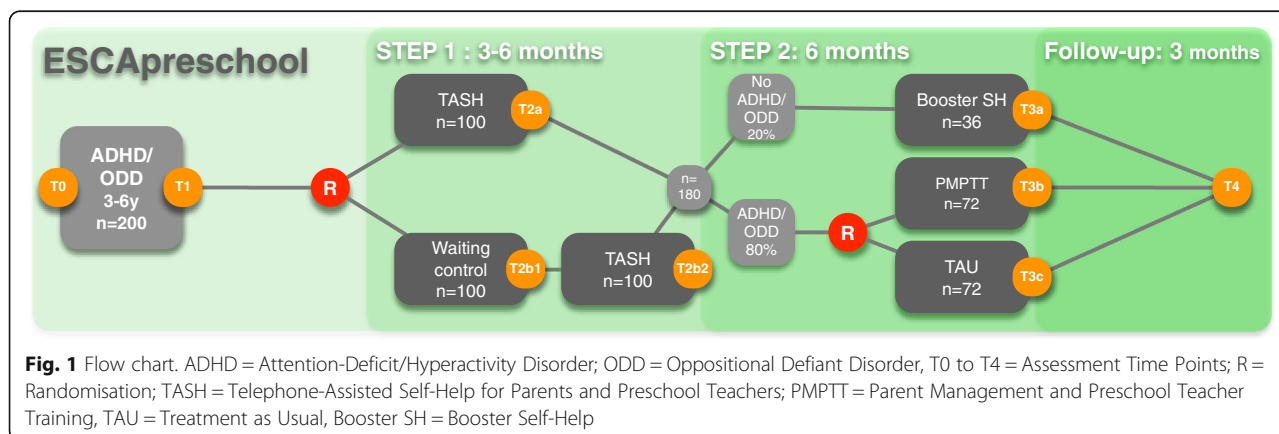 ESCApreschool
STEP 1 : 3-6 months
STEP 2: 6 months
Follow-up: 3 months
T0
ADHD/
ODD
3-6y
n=200
T1
R
TASH
n=100
T2a
Waiting
control
n=100
T2b1
TASH
n=100
T2b2
n=
180
No
ADHD/
ODD
20%
ADHD/
ODD
80%
R
Booster SH
n=36
T3a
PMPTT
n=72
T3b
TAU
n=72
T3c
T4
Fig. 1 Flow chart. ADHD = Attention-Deficit/Hyperactivity Disorder; ODD = Oppositional Defiant Disorder, T0 to T4 = Assessment Time Points; R =
Randomisation; TASH = Telephone-Assisted Self-Help for Parents and Preschool Teachers; PMPTT = Parent Management and Preschool Teacher
Training, TAU = Treatment as Usual, Booster SH = Booster Self-Help